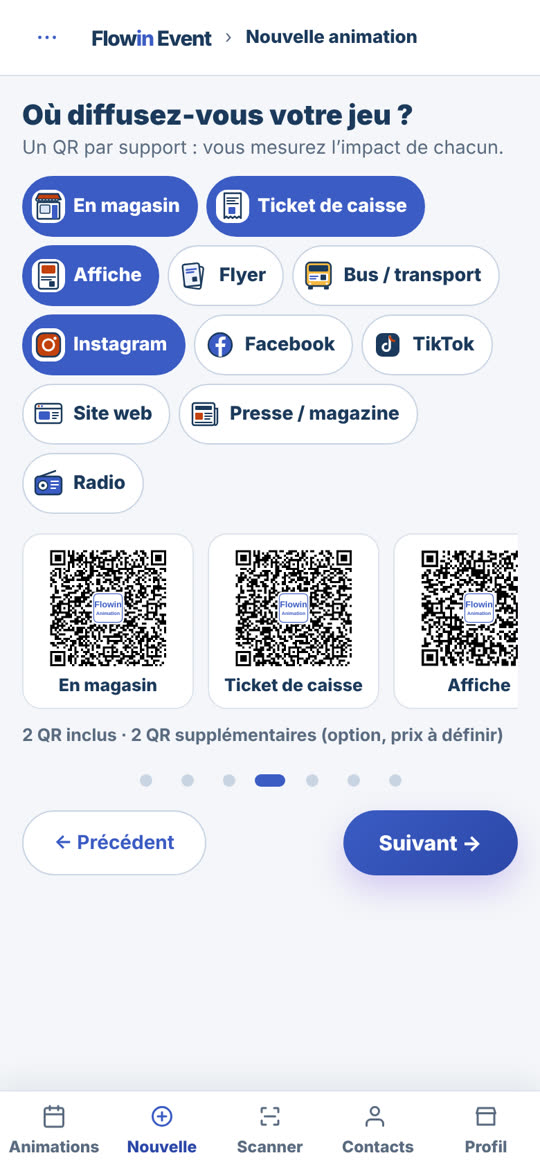 ... Flowin Event › Nouvelle animation
Où diffusez-vous votre jeu ?
Un QR par support : vous mesurez l’impact de chacun.
En magasin Ticket de caisse
Affiche Flyer Bus / transport
Instagram Facebook TikTok
Site web Presse / magazine
Radio
Flowin Flowin Flowin
Animation Animation Animation
En magasin Ticket de caisse Affiche
2 QR inclus · 2 QR supplémentaires (option, prix à définir)
← Précédent Suivant →
Animations Nouvelle Scanner Contacts Profil